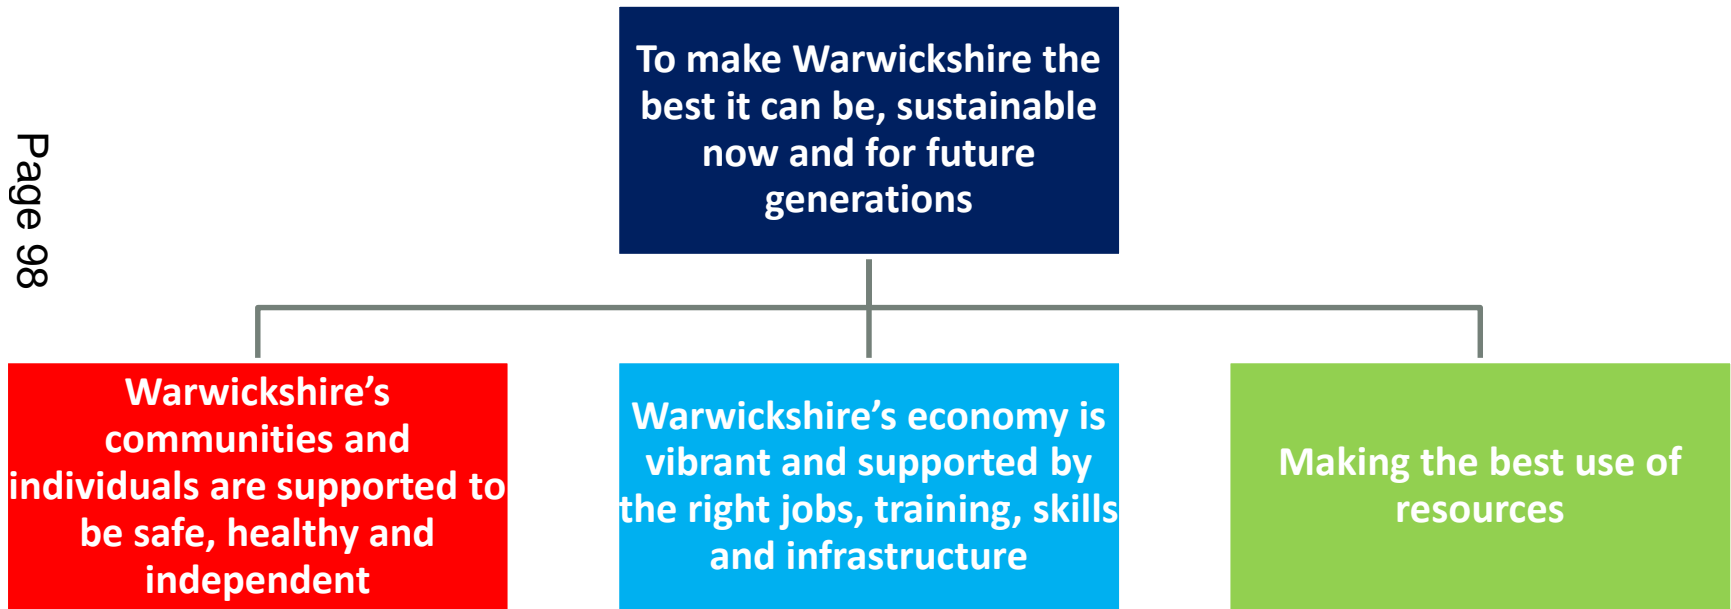 To make Warwickshire the
best it can be, sustainable
now and for future
generations
Page 98
Warwickshire’s
communities and
individuals are supported to
be safe, healthy and
independent
Warwickshire’s economy is
vibrant and supported by
the right jobs, training, skills
and infrastructure
Making the best use of
resources